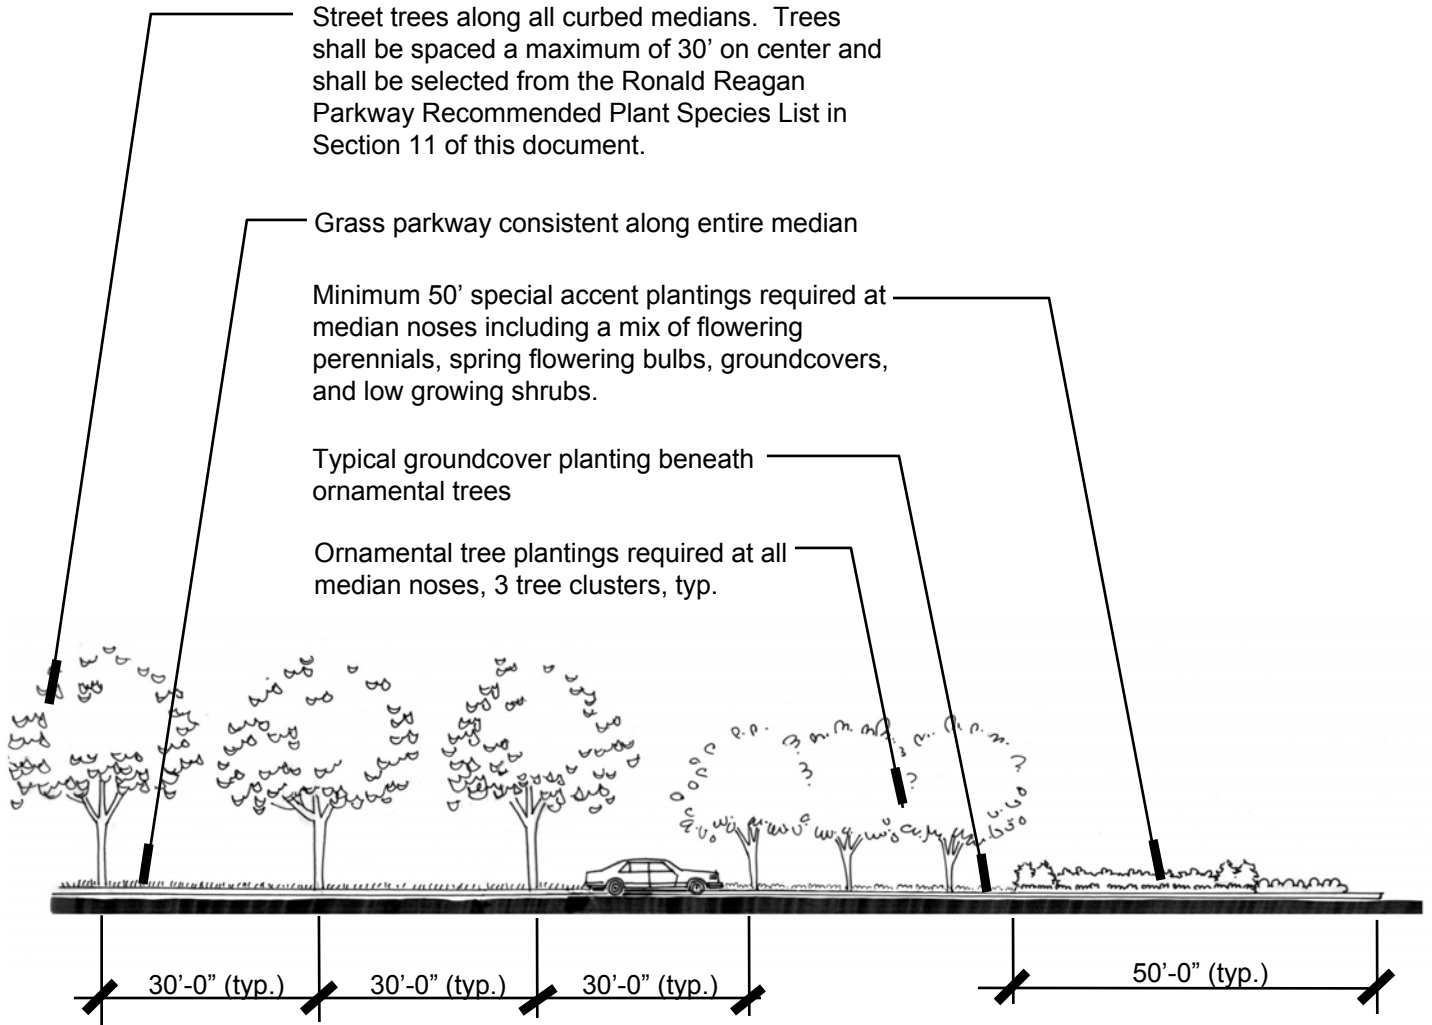 Street trees along all curbed medians.  Trees
shall be spaced a maximum of 30’ on center and
shall be selected from the Ronald Reagan
Parkway Recommended Plant Species List in
Section 11 of this document.
Grass parkway consistent along entire median
Minimum 50’ special accent plantings required at
median noses including a mix of flowering
perennials, spring flowering bulbs, groundcovers,
and low growing shrubs.
Typical groundcover planting beneath
ornamental trees
Ornamental tree plantings required at all
median noses, 3 tree clusters, typ.
30’-0” (typ.)
30’-0” (typ.)
30’-0” (typ.)
50’-0” (typ.)